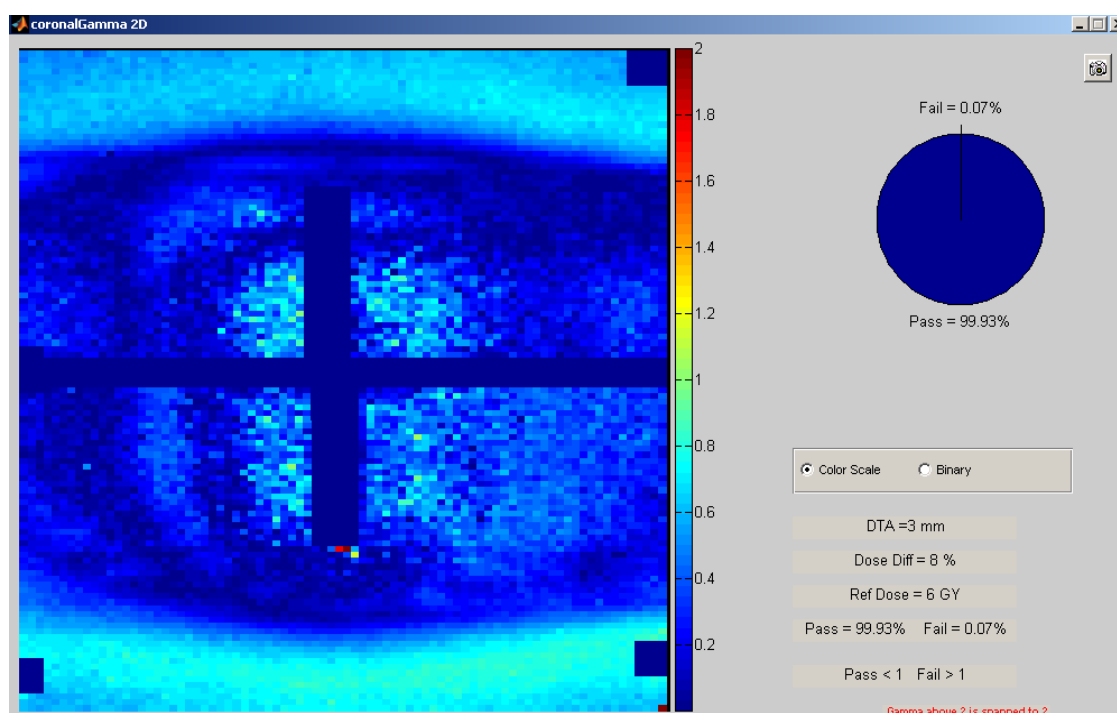 coronalGamma 2D
2
1.8
1.6
1.4
1.2
1
0.8
0.6
0.4
0.2
Fail = 0.07%
Pass = 99.93%
Color Scale Binary
DTA =3 mm
Dose Diff = 8 %
Ref Dose = 6 GY
Pass = 99.93% Fail = 0.07%
Pass < 1 Fail > 1
Gamma above 2 is snapped to 2